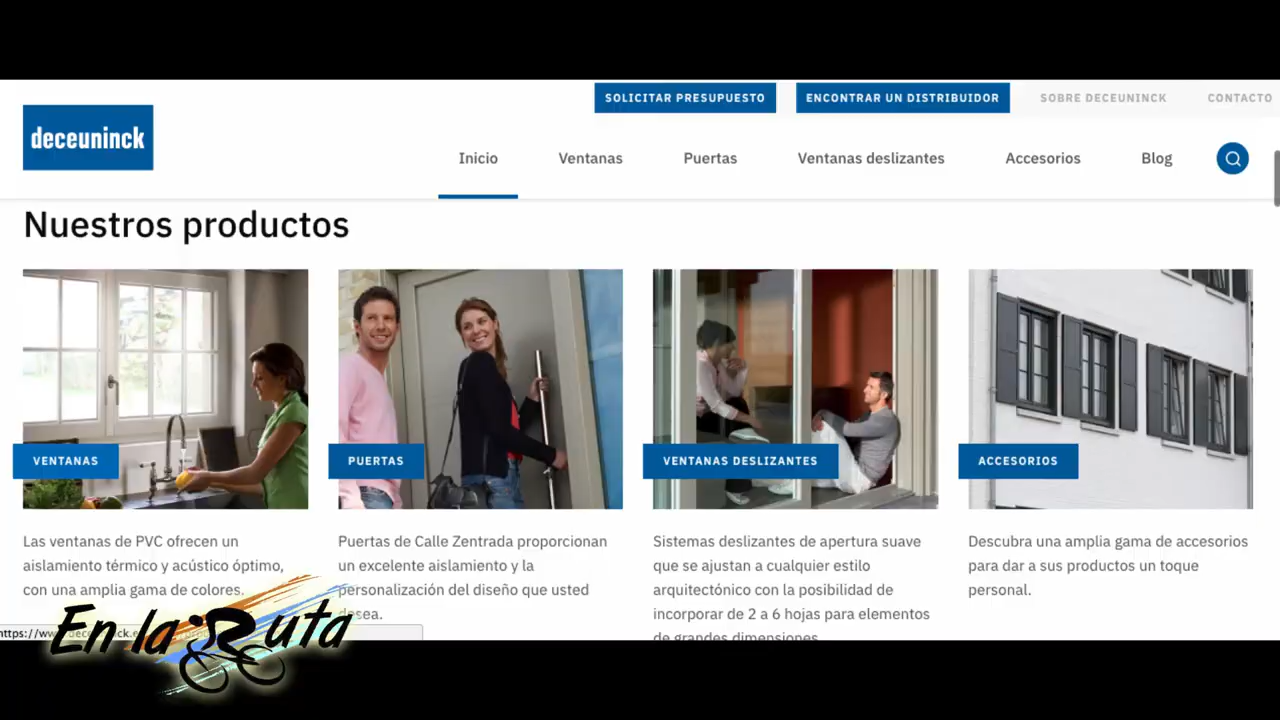 SOLICITAR PRESUPUESTO
ENCONTRAR UN DISTRIBUIDOR
SOBRE DECEUNINCK
CONTACTO
deceuninck
Inicio
Ventanas
Puertas
Ventanas deslizantes
Accesorios
Blog
Nuestros productos
VENTANAS
Las ventanas de PVC ofrecen un
aislamiento térmico y acústico óptimo,
con una amplia gama de colores.
PUERTAS
Puertas de Calle Zentrada proporcionan
un excelente aislamiento y la
personalización del diseño que usted
desea.
VENTANAS DESLIZANTES
Sistemas deslizantes de apertura suave
que se ajustan a cualquier estilo
arquitectónico con la posibilidad de
incorporar de 2 a 6 hojas para elementos
de grandes dimensiones
ACCESORIOS
Descubra una amplia gama de accesorios
para dar a sus productos un toque
personal.
En la Ruta